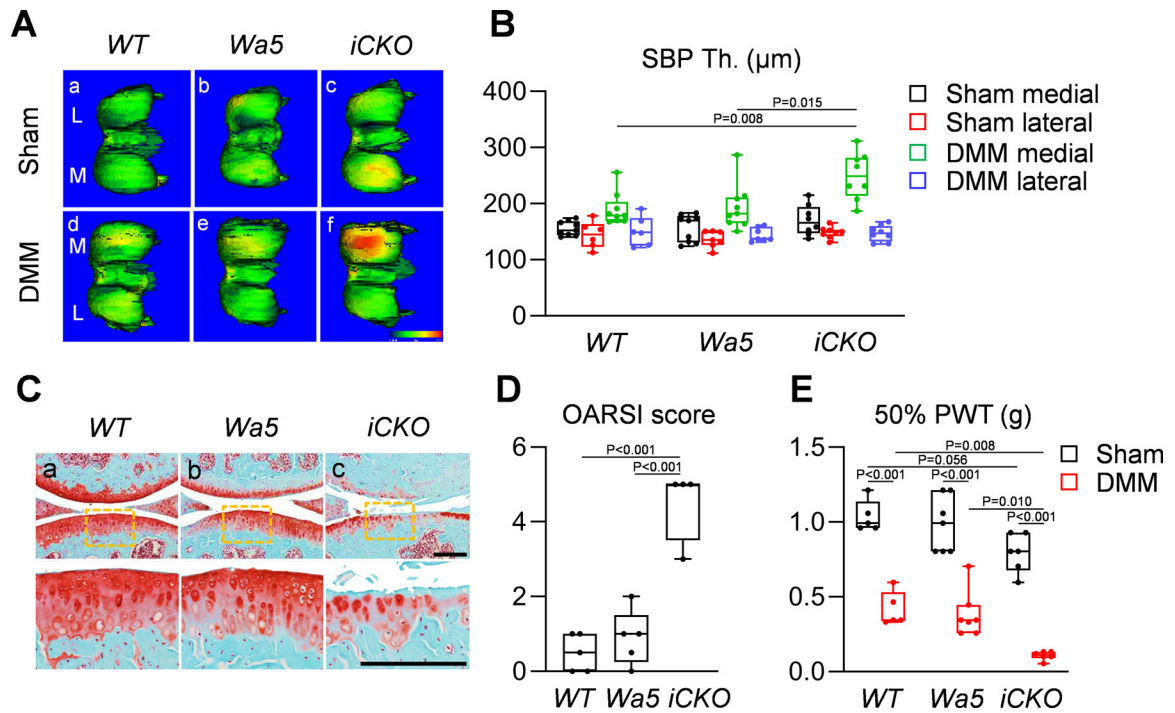 A
WT Wa5 iCKO
Sham
a b c
L
M
DMM
d e f
M
L
B
SBP Th. (µm)
P=0.015
P=0.008
400
300
200
100
0
WT Wa5 iCKO
Sham medial
Sham lateral
DMM medial
DMM lateral
C
WT Wa5 iCKO
a b c
D
OARSI score
P<0.001
P<0.001
6
4
2
0
WT Wa5 iCKO
E
50% PWT (g)
P=0.008
P=0.056
P<0.001 P<0.001
P=0.010
P<0.001
1.5
1.0
0.5
0.0
WT Wa5 iCKO
Sham
DMM